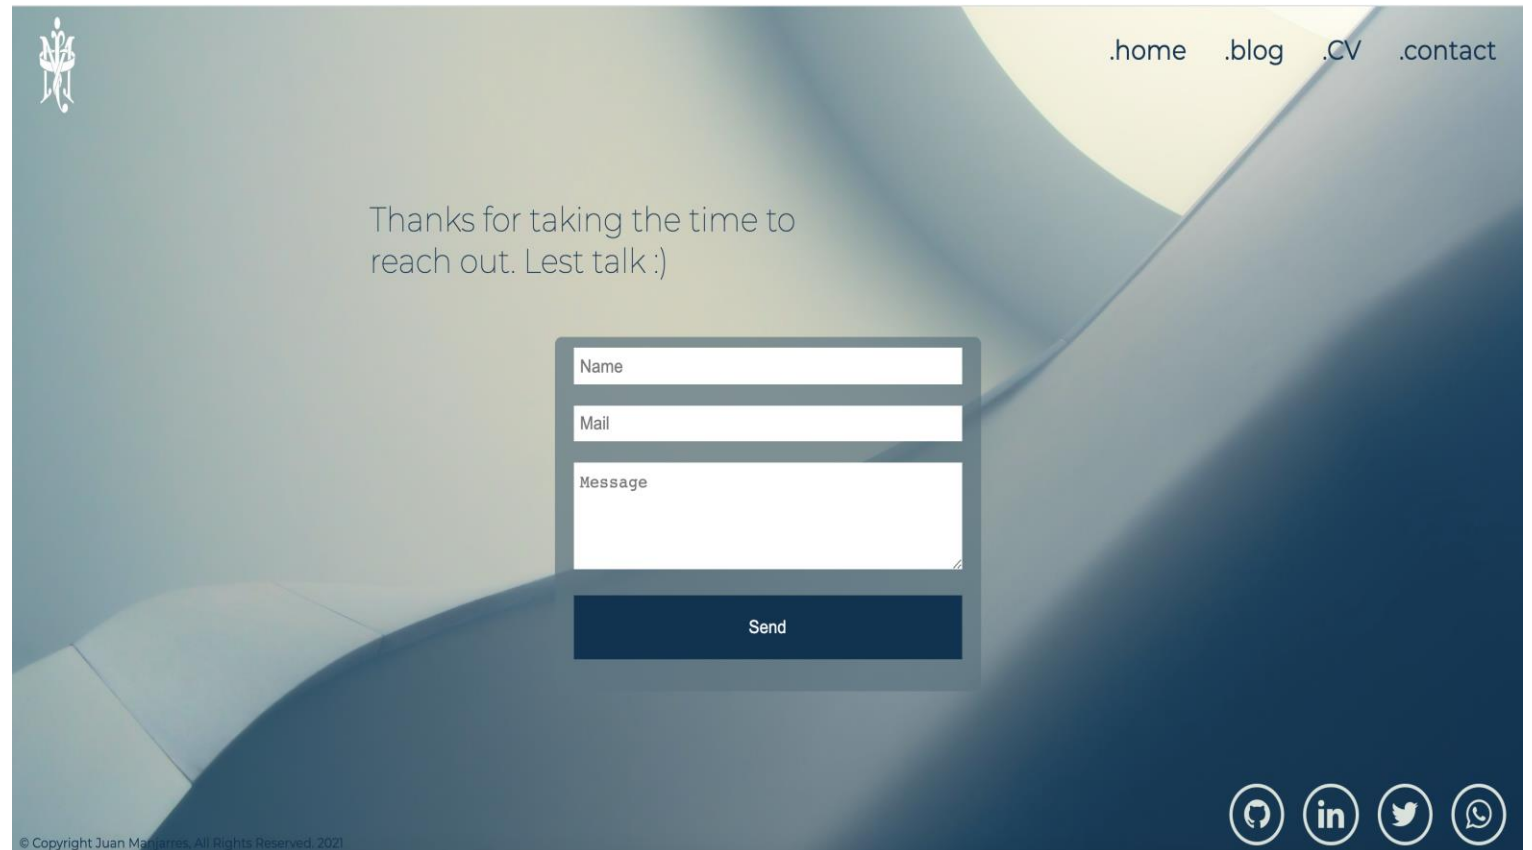 .home .blog .CV .contact
Thanks for taking the time to
reach out. Lest talk :)
Name
Mail
Message
Send
in
© Copyright Juan Manjarres. All Rights Reserved. 2021